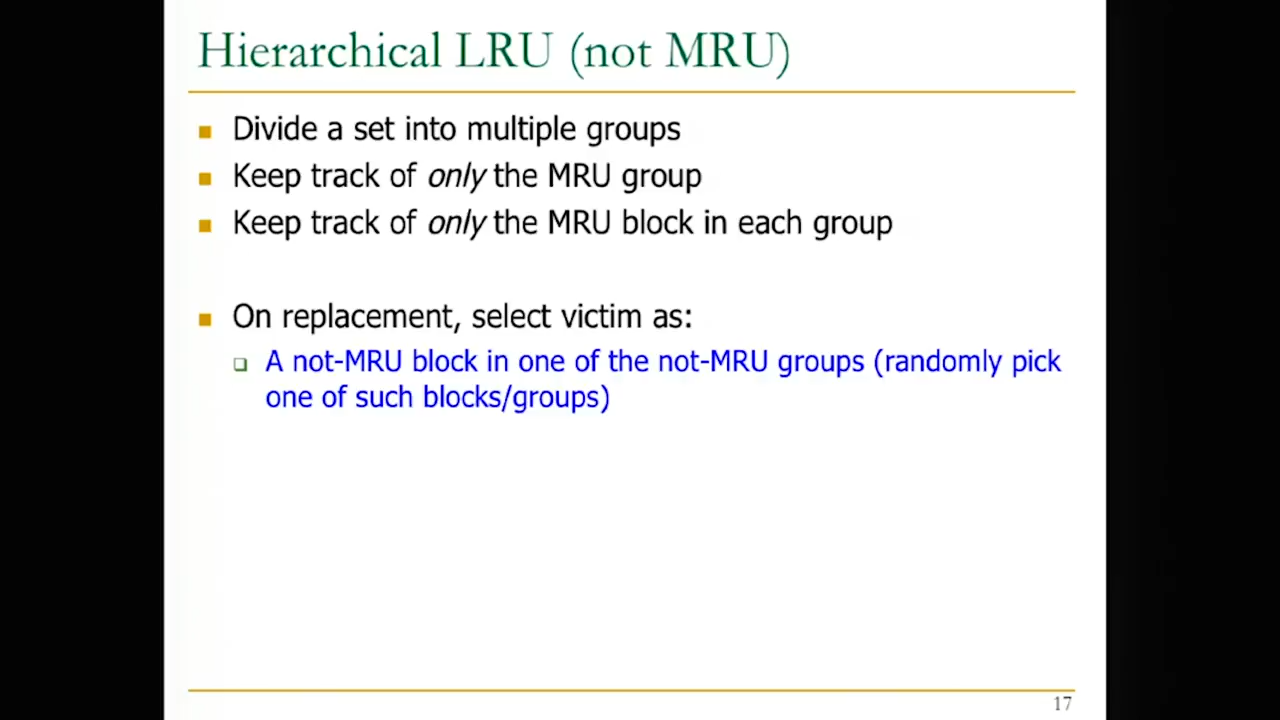 Hierarchical LRU (not MRU)
Divide a set into multiple groups
Keep track of only the MRU group
Keep track of only the MRU block in each group
On replacement, select victim as:
A not-MRU block in one of the not-MRU groups (randomly pick
one of such blocks/groups)
17